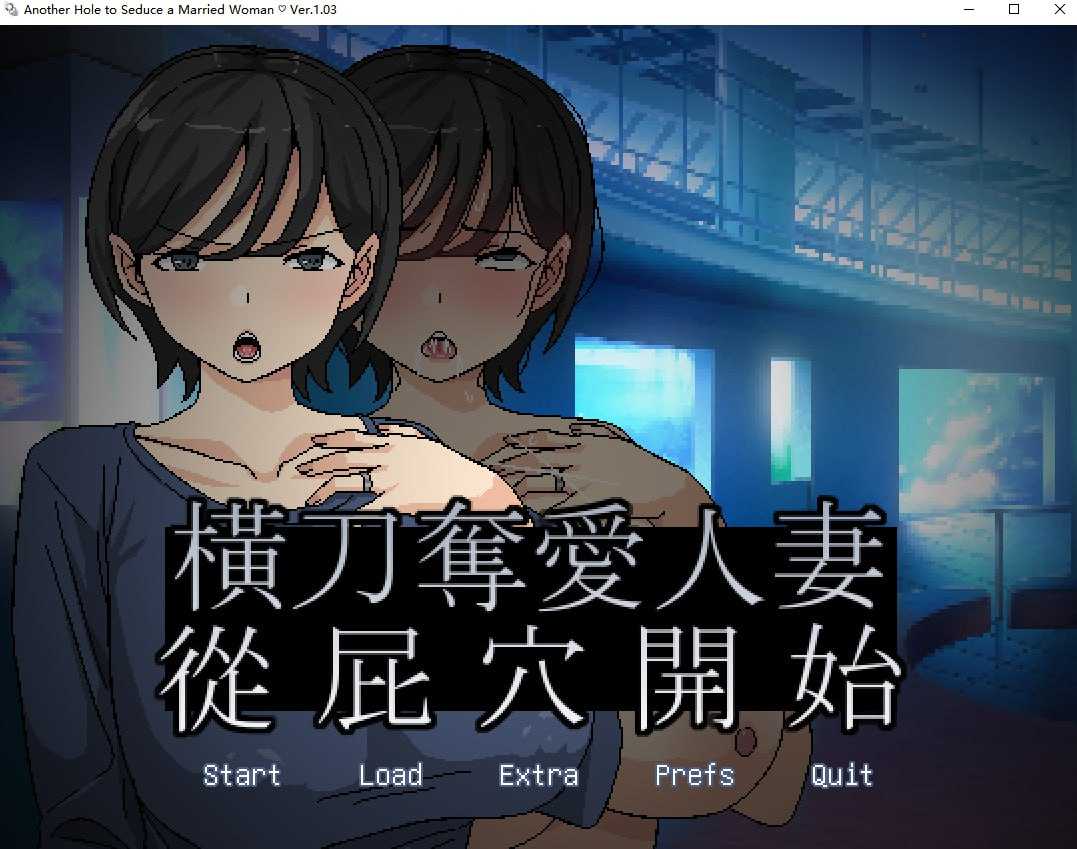 Another Hole to Seduce a Married Woman ♡ Ver.1.03
橫刀奪愛人妻
從屁穴開始
Start Load Extra Prefs Quit